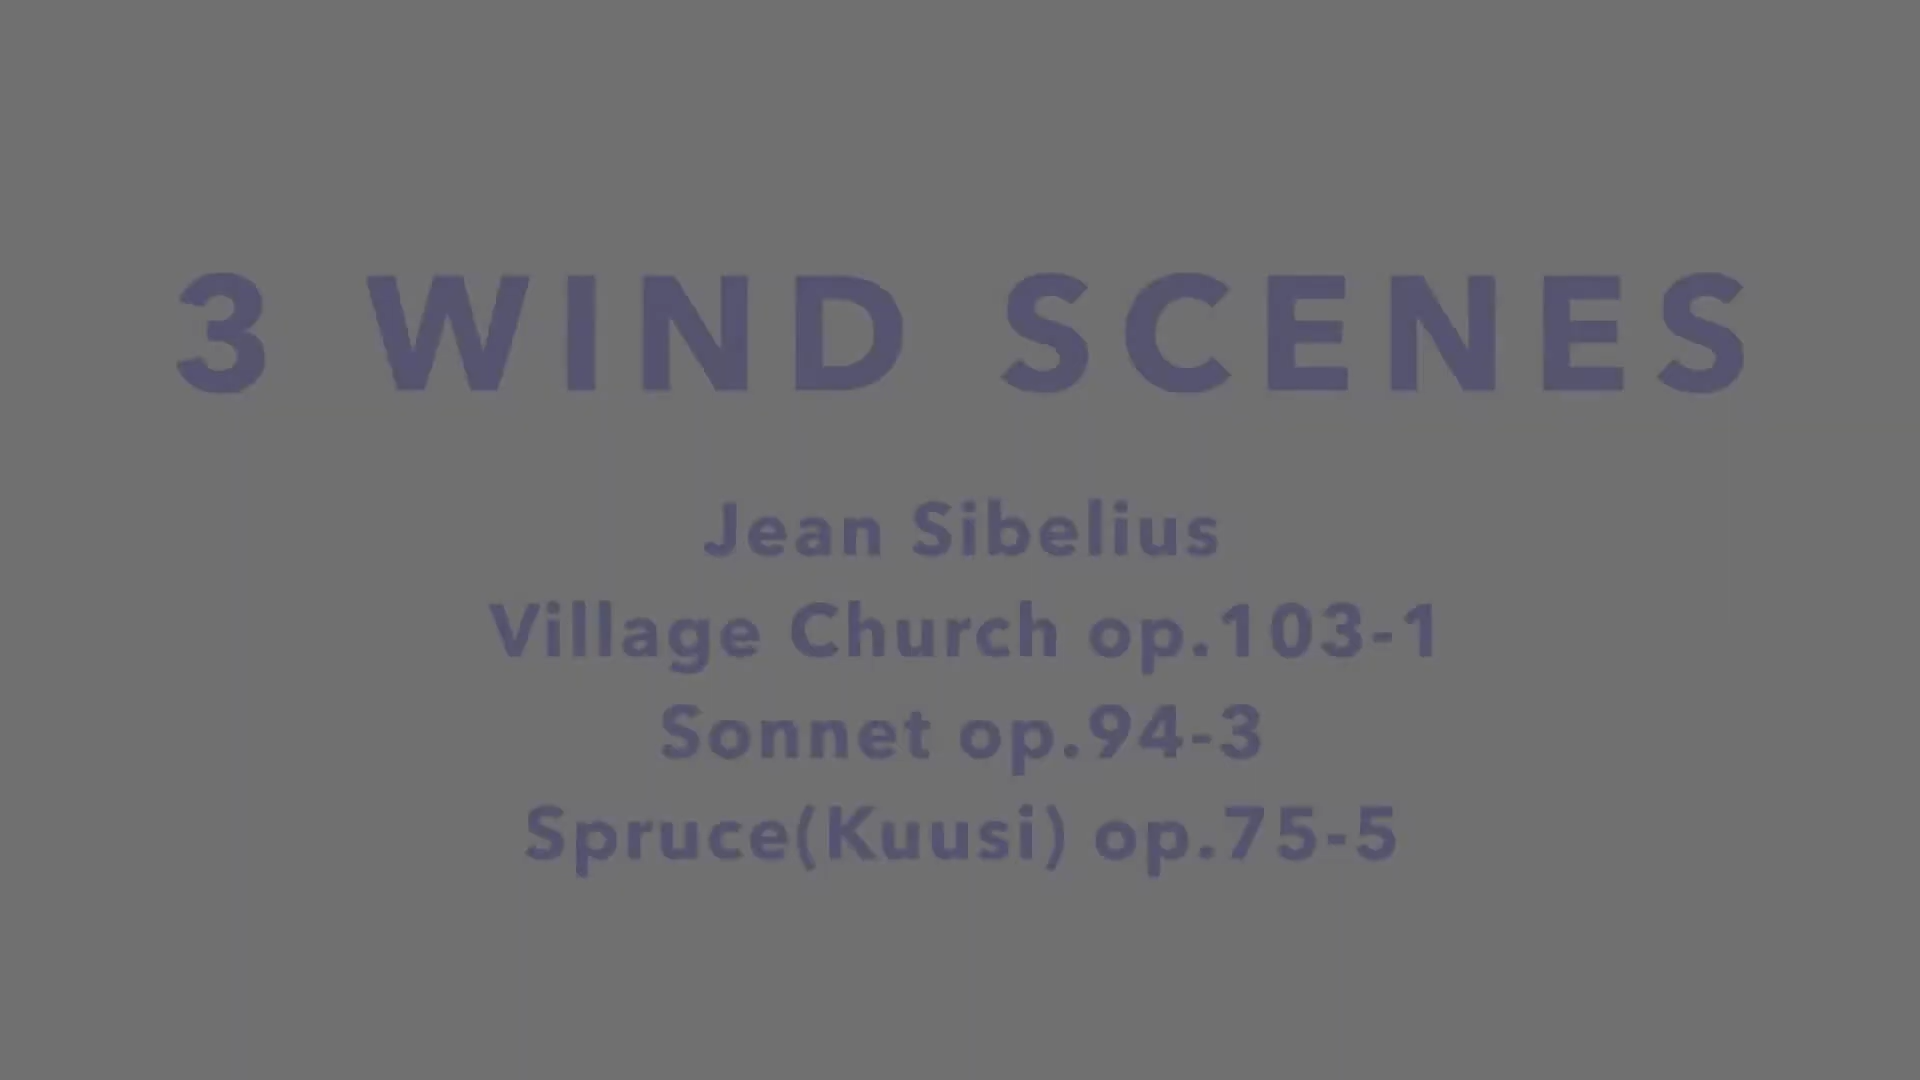 3 WIND SCENES
Jean Sibelius
Village Church op.103-1
Sonnet op.94-3
Spruce(Kuusi) op.75-5